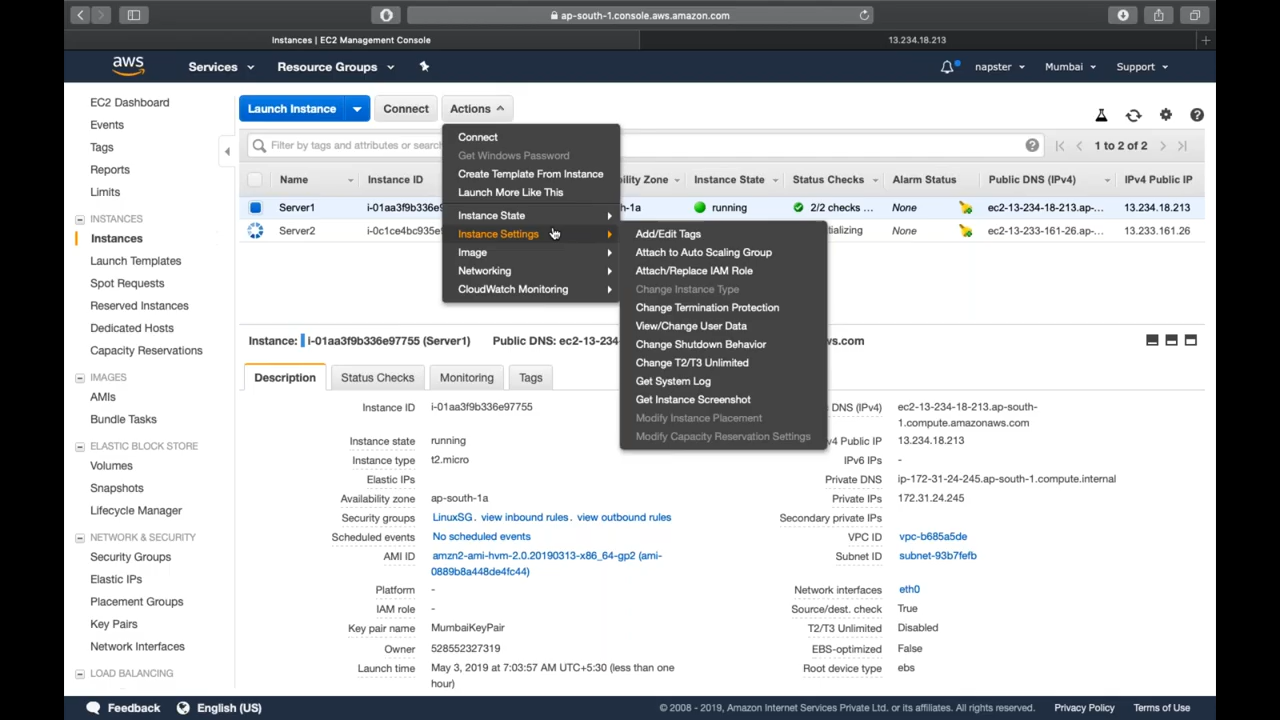 ap-south-1.console.aws.amazon.com
Instances | EC2 Management Console
13.234.18.213
aws
Services
Resource Groups
napster
Mumbai
Support
EC2 Dashboard
Events
Tags
Reports
Limits
INSTANCES
Instances
Launch Templates
Spot Requests
Reserved Instances
Dedicated Hosts
Capacity Reservations
IMAGES
AMIs
Bundle Tasks
ELASTIC BLOCK STORE
Volumes
Snapshots
Lifecycle Manager
NETWORK & SECURITY
Security Groups
Elastic IPs
Placement Groups
Key Pairs
Network Interfaces
LOAD BALANCING
Launch Instance
Connect
Actions
Filter by tags and attributes or search
1 to 2 of 2
Connect
Get Windows Password
Create Template From Instance
Launch More Like This
Instance State
Instance Settings
Image
Networking
CloudWatch Monitoring
Add/Edit Tags
Attach to Auto Scaling Group
Attach/Replace IAM Role
Change Instance Type
Change Termination Protection
View/Change User Data
Change Shutdown Behavior
Change T2/T3 Unlimited
Get System Log
Get Instance Screenshot
Modify Instance Placement
Modify Capacity Reservation Settings
Name Instance ID Zone Instance State Status Checks Alarm Status Public DNS (IPv4) IPv4 Public IP
Server1 i-01aa3f9b336e h-1a running 2/2 checks ... None ec2-13-234-18-213.ap-... 13.234.18.213
Server2 i-0c1ce4bc935e None ec2-13-233-161-26.ap-... 13.233.161.26
Instance: i-01aa3f9b336e97755 (Server1) Public DNS: ec2-13-234 ws.com
Description
Status Checks
Monitoring
Tags
Instance ID i-01aa3f9b336e97755
Instance state running
Instance type t2.micro
Elastic IPs
Availability zone ap-south-1a
Security groups LinuxSG. view inbound rules. view outbound rules
Scheduled events No scheduled events
AMI ID amzn2-ami-hvm-2.0.20190313-x86_64-gp2 (ami-
0889b8a448de4fc44)
Platform -
IAM role -
Key pair name MumbaiKeyPair
Owner 528552327319
Launch time May 3, 2019 at 7:03:57 AM UTC+5:30 (less than one
hour)
DNS (IPv4) ec2-13-234-18-213.ap-south-
1.compute.amazonaws.com
v4 Public IP 13.234.18.213
IPv6 IPs -
Private DNS ip-172-31-24-245.ap-south-1.compute.internal
Private IPs 172.31.24.245
Secondary private IPs
VPC ID vpc-b685a5de
Subnet ID subnet-93b7fefb
Network interfaces eth0
Source/dest. check True
T2/T3 Unlimited Disabled
EBS-optimized False
Root device type ebs
Feedback
English (US)
© 2008 - 2019, Amazon Internet Services Private Ltd. or its affiliates. All rights reserved.
Privacy Policy
Terms of Use